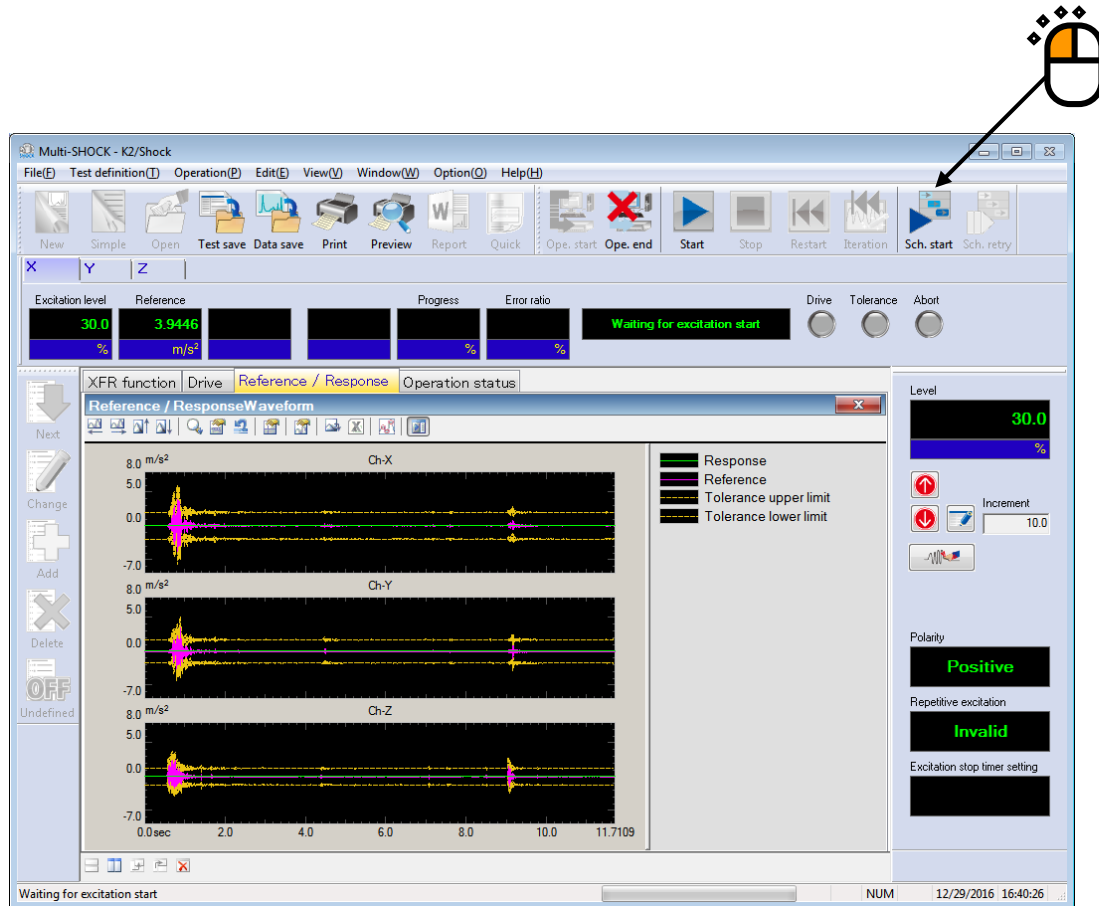 Multi-SHOCK - K2/Shock
File(F) Test definition(T) Operation(P) Edit(E) View(V) Window(W) Option(O) Help(H)
New Simple Open Test save Data save Print Preview Report Quick Ope. start Ope. end Start Stop Restart Iteration Sch. start Sch. retry
X Y Z
Excitation level Reference Progress Error ratio Drive Tolerance Abort
30.0 3.9446 Waiting for excitation start
% m/s² % %
XFR function Drive Reference / Response Operation status
Reference / ResponseWaveform
Next
Change
Add
Delete
OFF
Undefined
8.0 m/s² Ch-X
5.0
0.0
-7.0
8.0 m/s² Ch-Y
5.0
0.0
-7.0
8.0 m/s² Ch-Z
5.0
0.0
-7.0
0.0sec 2.0 4.0 6.0 8.0 10.0 11.7109
Response
Reference
Tolerance upper limit
Tolerance lower limit
Level
30.0
%
Increment
10.0
Polarity
Positive
Repetitive excitation
Invalid
Excitation stop timer setting
Waiting for excitation start NUM 12/29/2016 16:40:26